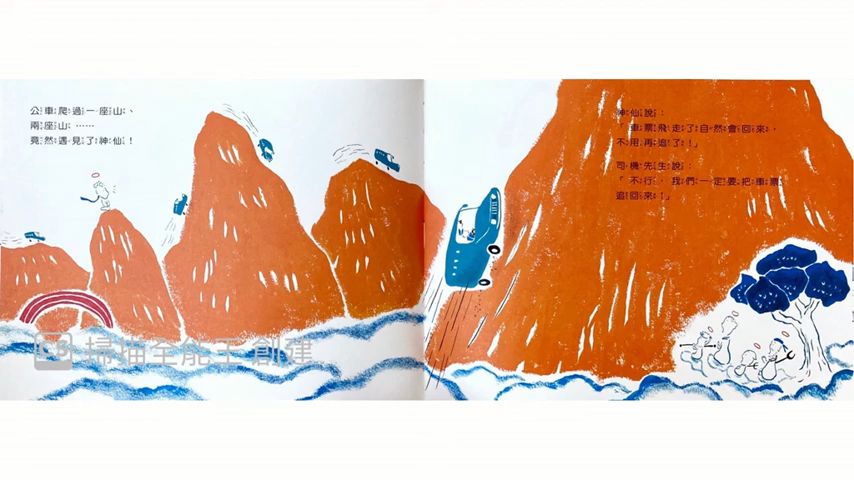 公車爬過一座山、
兩座山……
竟然遇見了神仙！
神仙說：
「車票飛走了自然會回來，
不用再追了！」
司機先生說：
「不行，我們一定要把車票
追回來！」
CS 掃描全能王 創建